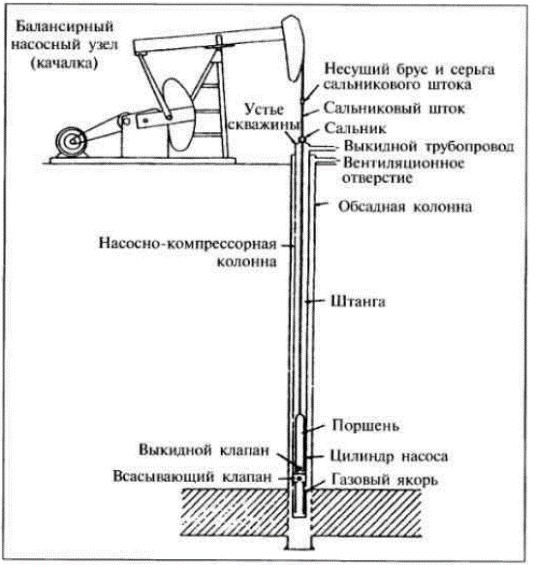 Балансирный
насосный узел
(качалка)
Несуший брус и серьга
сальникового штока
Устье
скважины
Сальниковый шток
Сальник
Выкидной трубопровод
Вентиляционное
отверстие
Обсадная колонна
Насосно-компрессорная
колонна
Штанга
Поршень
Выкидной клапан
Цилиндр насоса
Всасывающий клапан
Газовый якорь